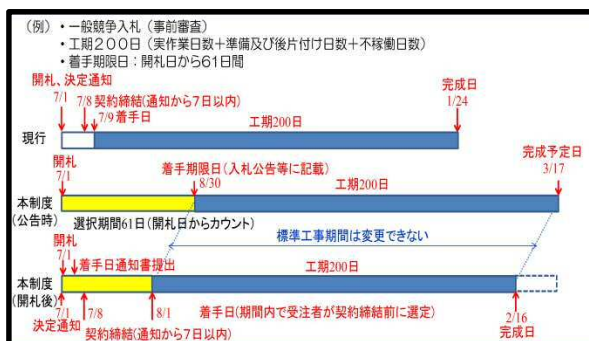 (例)・一般競争入札(事前審査)
・工期200日(実作業日数+準備及び後片付け日数+不稼働日数)
・着手期限日:開札日から61日間
開札、決定通知
7/1
7/8 契約締結(通知から7日以内)
7/9 着手日
完成日
1/24
現行
工期200日
開札
7/1
着手期限日(入札公告等に記載)
8/30
工期200日
完成予定日
3/17
本制度
(公告時)
選択期間61日(開札日からカウント)
標準工事期間は変更できない
開札
7/1
着手日通知書提出
工期200日
本制度
(開札後)
7/1
決定通知
7/8
契約締結(通知から7日以内)
8/1
着手日(期間内で受注者が契約締結前に選定)
2/16
完成日